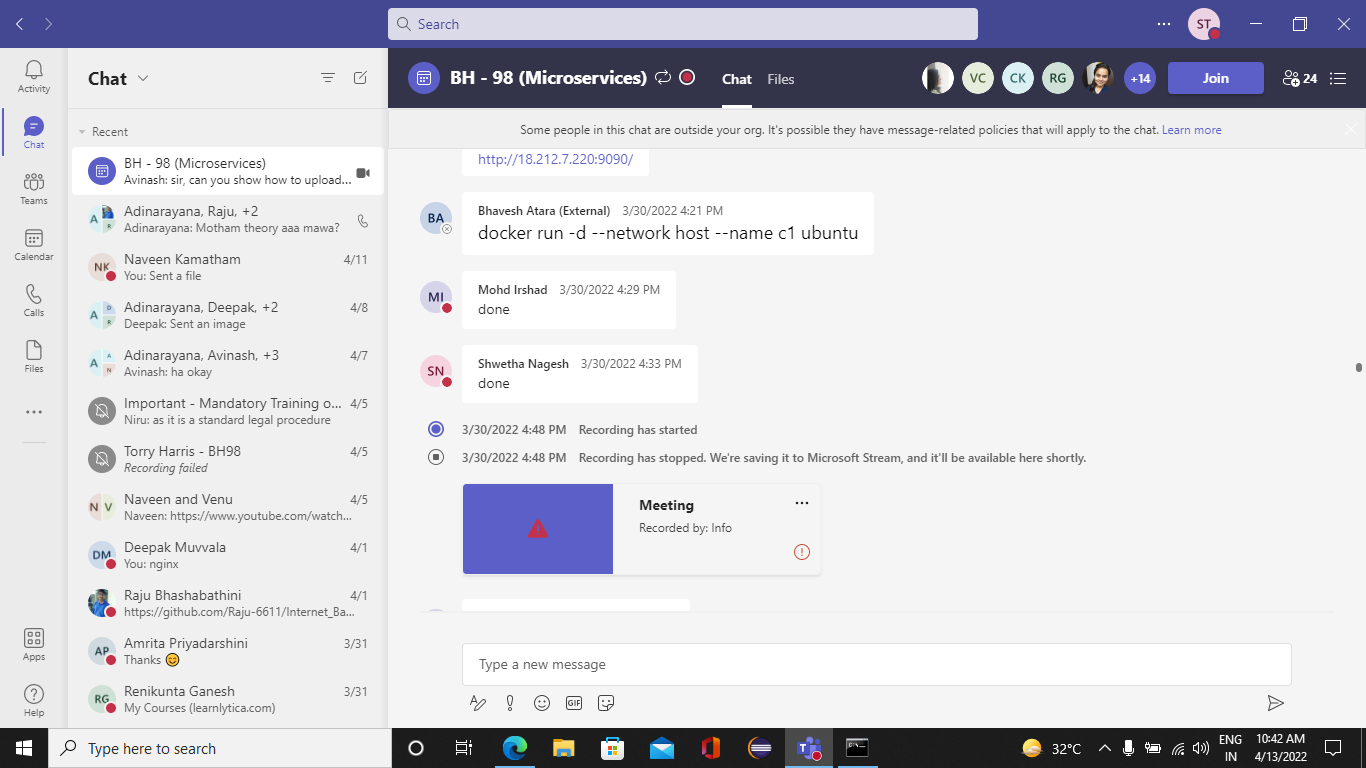 Search
ST
Activity
Chat
Teams
Calendar
Calls
Files
Apps
Help
Chat
Recent
BH - 98 (Microservices)
Avinash: sir, can you show how to upload...
Adinarayana, Raju, +2
Adinarayana: Motham theory aaa mawa?
Naveen Kamatham 4/11
You: Sent a file
Adinarayana, Deepak, +2 4/8
Deepak: Sent an image
Adinarayana, Avinash, +3 4/7
Avinash: ha okay
Important - Mandatory Training o... 4/5
Niru: as it is a standard legal procedure
Torry Harris - BH98 4/5
Recording failed
Naveen and Venu 4/5
Naveen: https://www.youtube.com/watch...
Deepak Muvvala 4/1
You: nginx
Raju Bhashabathini 4/1
https://github.com/Raju-6611/Internet_Ba...
Amrita Priyadarshini 3/31
Thanks 😊
Renikunta Ganesh 3/31
My Courses (learnlytica.com)
A
R
NK
A D R
A A N
N V
DM
AP
RG
BH - 98 (Microservices) Chat Files
VC CK RG +14 Join 24
Some people in this chat are outside your org. It's possible they have message-related policies that will apply to the chat. Learn more
http://18.212.7.220:9090/
BA
Bhavesh Atara (External) 3/30/2022 4:21 PM
docker run -d --network host --name c1 ubuntu
MI
Mohd Irshad 3/30/2022 4:29 PM
done
SN
Shwetha Nagesh 3/30/2022 4:33 PM
done
3/30/2022 4:48 PM Recording has started
3/30/2022 4:48 PM Recording has stopped. We're saving it to Microsoft Stream, and it'll be available here shortly.
Meeting
Recorded by: Info
Type a new message
GIF
Type here to search
32°C
ENG
IN
10:42 AM
4/13/2022